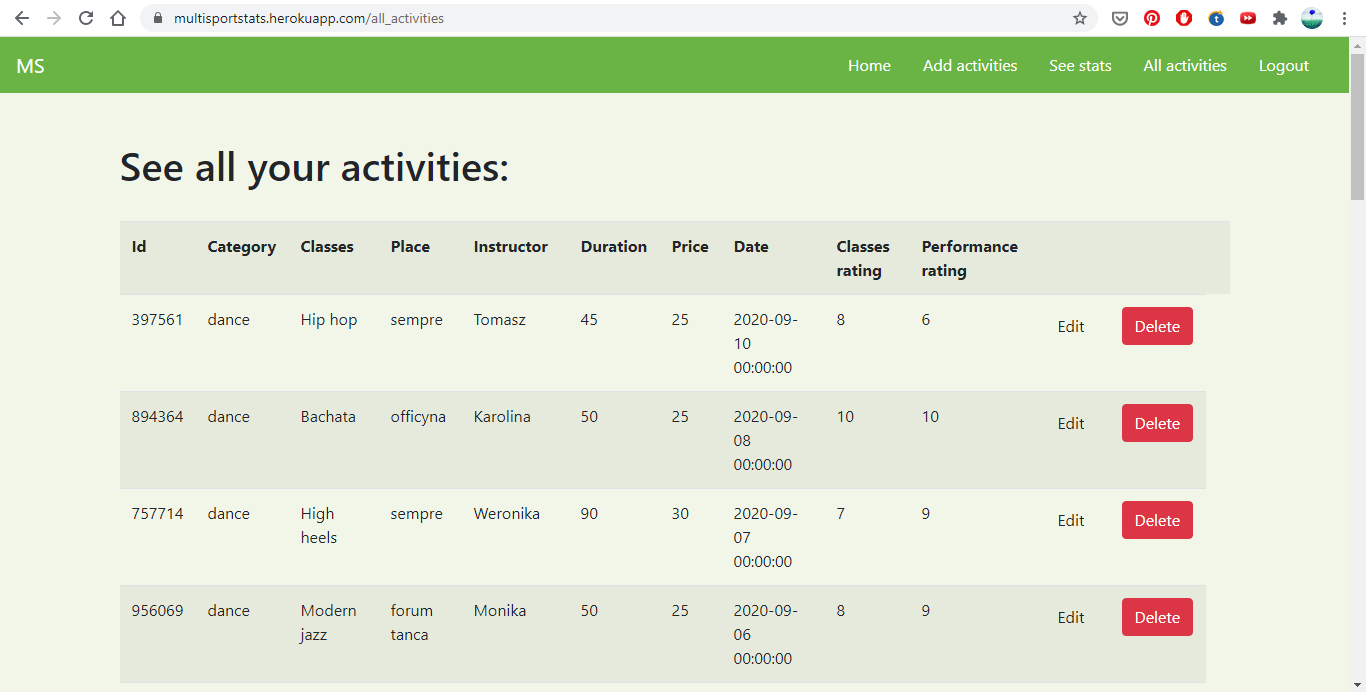 multisportstats.herokuapp.com/all_activities
MS Home Add activities See stats All activities Logout
See all your activities:
Id Category Classes Place Instructor Duration Price Date Classes rating Performance rating
397561 dance Hip hop sempre Tomasz 45 25 2020-09-10 00:00:00 8 6 Edit Delete
894364 dance Bachata officyna Karolina 50 25 2020-09-08 00:00:00 10 10 Edit Delete
757714 dance High heels sempre Weronika 90 30 2020-09-07 00:00:00 7 9 Edit Delete
956069 dance Modern jazz forum tanca Monika 50 25 2020-09-06 00:00:00 8 9 Edit Delete